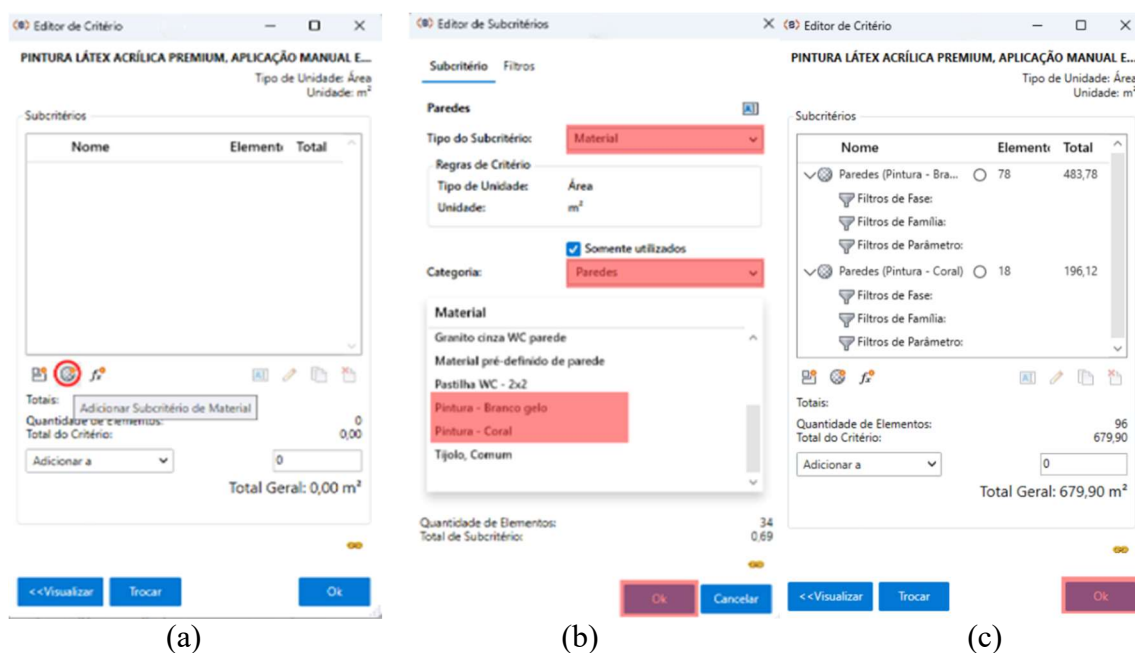 Editor de Critério
PINTURA LÁTEX ACRÍLICA PREMIUM, APLICAÇÃO MANUAL E...
Tipo de Unidade: Área
Unidade: m²
Subcritérios
Nome Elemento Total
Adicionar Subcritério de Material
Totais:
Quantidade de Elementos: 0
Total do Critério: 0,00
Adicionar a 0
Total Geral: 0,00 m²
<<Visualizar Trocar Ok
(a)
Editor de Subcritérios
Subcritério Filtros
Paredes
Tipo do Subcritério: Material
Regras de Critério
Tipo de Unidade: Área
Unidade: m²
Somente utilizados
Categoria: Paredes
Material
Granito cinza WC parede
Material pré-definido de parede
Pastilha WC - 2x2
Pintura - Branco gelo
Pintura - Coral
Tijolo, Comum
Quantidade de Elementos: 34
Total de Subcritério: 0,69
Ok Cancelar
(b)
Editor de Critério
PINTURA LÁTEX ACRÍLICA PREMIUM, APLICAÇÃO MANUAL E...
Tipo de Unidade: Área
Unidade: m²
Subcritérios
Nome Elemento Total
Paredes (Pintura - Bra... 78 483,78
Filtros de Fase:
Filtros de Família:
Filtros de Parâmetro:
Paredes (Pintura - Coral) 18 196,12
Filtros de Fase:
Filtros de Família:
Filtros de Parâmetro:
Totais:
Quantidade de Elementos: 96
Total do Critério: 679,90
Adicionar a 0
Total Geral: 679,90 m²
<<Visualizar Trocar Ok
(c)